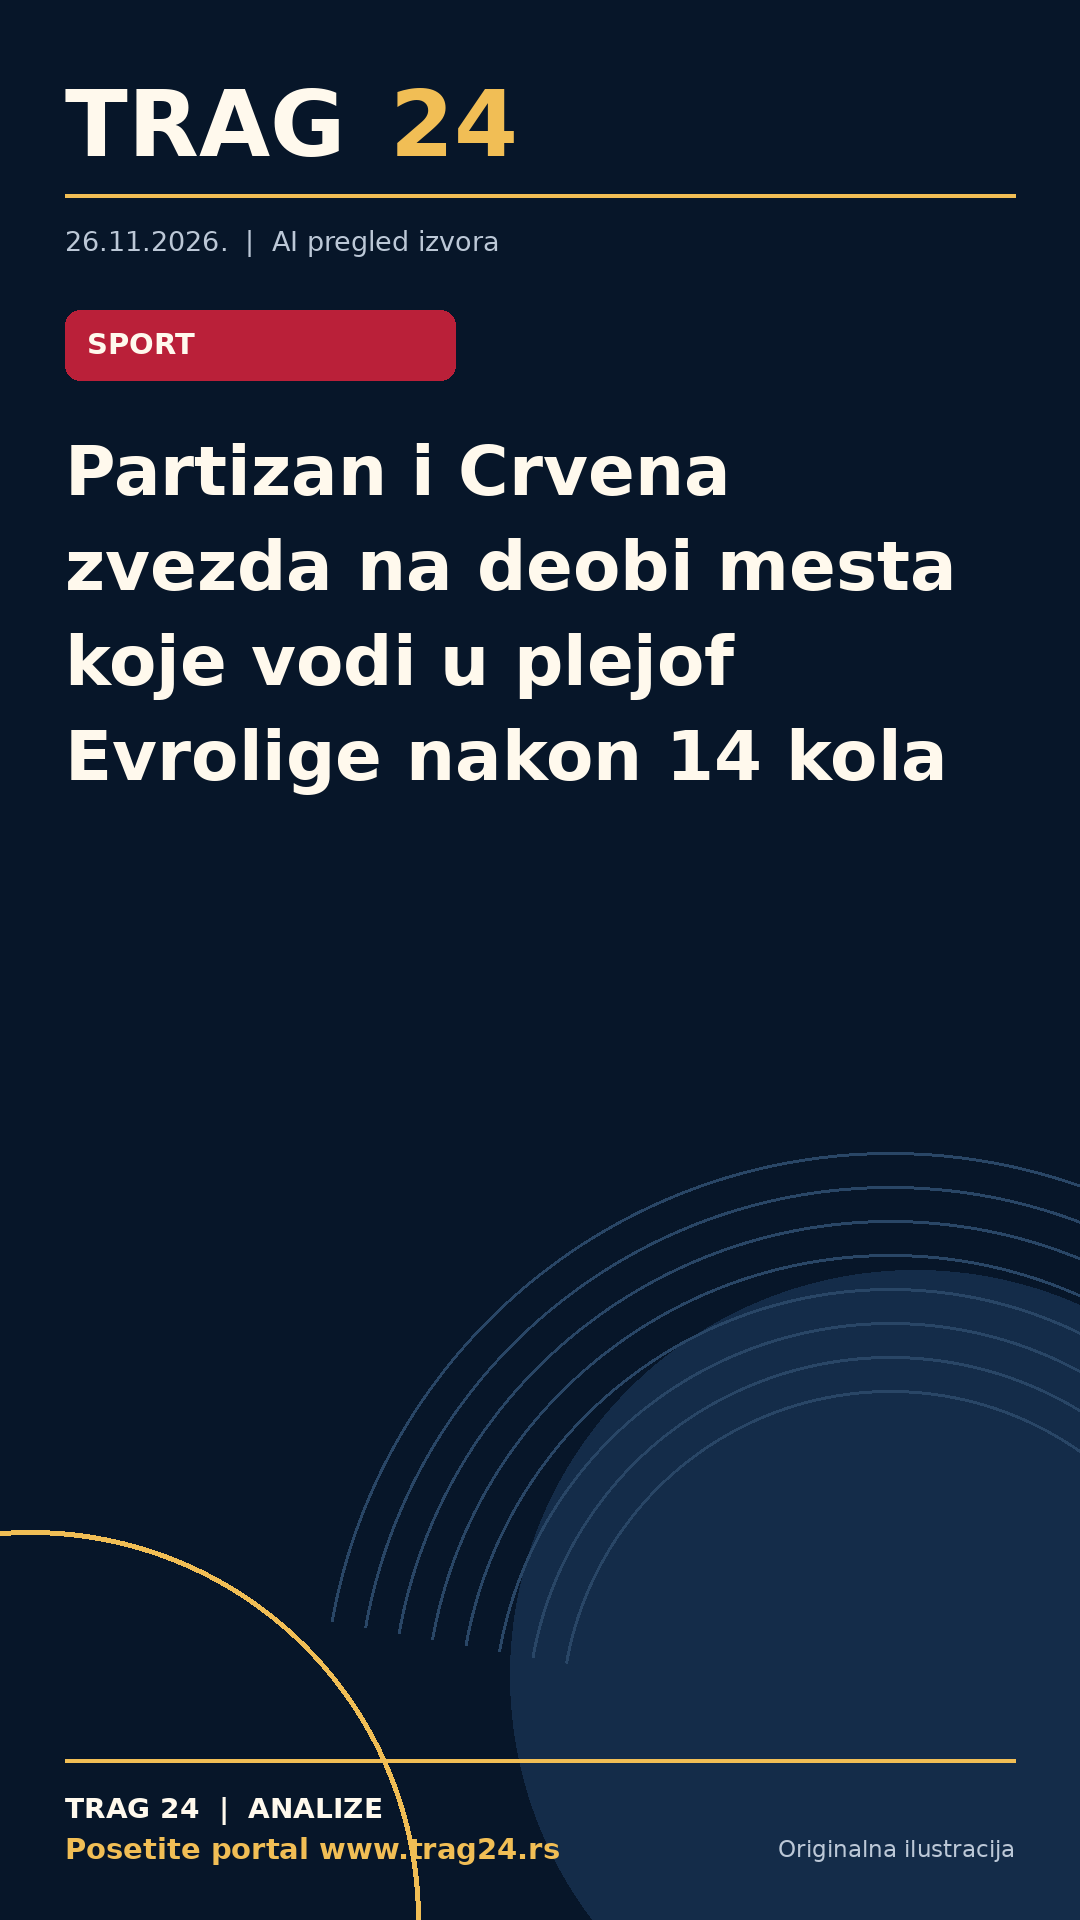 TRAG 24
26.11.2026. | AI pregled izvora
SPORT
Partizan i Crvena
zvezda na deobi mesta
koje vodi u plejof
Evrolige nakon 14 kola
TRAG 24 | ANALIZE
Posetite portal www.trag24.rs
Originalna ilustracija